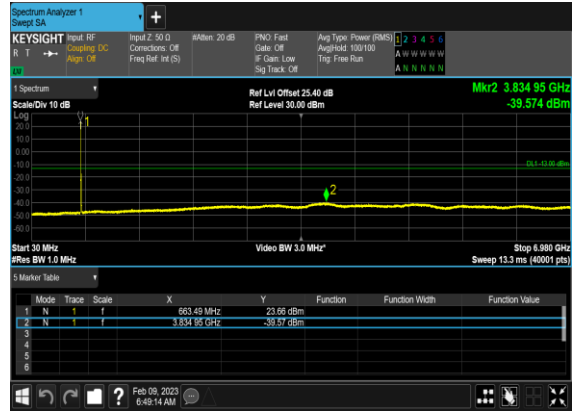 Spectrum Analyzer 1
Swept SA
+
KEYSIGHT Input: RF Input Z: 50 Ω #Atten: 20 dB PNO: Fast Avg Type: Power (RMS) 1 2 3 4 5 6
R T Coupling: DC Corrections: Off Gate: Off Avg|Hold: 100/100 A W W W W W
Align: Off Freq Ref: Int (S) IF Gain: Low Trig: Free Run
Sig Track: Off A N N N N N
1 Spectrum Ref Lvl Offset 25.40 dB Mkr2 3.834 95 GHz
Scale/Div 10 dB Ref Level 30.00 dBm -39.574 dBm
Log
1
20.0
10.0
0.00
-10.0
DL1 -13.00 dBm
-20.0
-30.0
2
-40.0
-50.0
-60.0
Start 30 MHz Video BW 3.0 MHz* Stop 6.980 GHz
#Res BW 1.0 MHz Sweep 13.3 ms (40001 pts)
5 Marker Table
Mode Trace Scale X Y Function Function Width Function Value
1 N 1 f 663.49 MHz 23.66 dBm
2 N 1 f 3.834 95 GHz -39.57 dBm
3
4
5
6
? Feb 09, 2023
6:49:14 AM